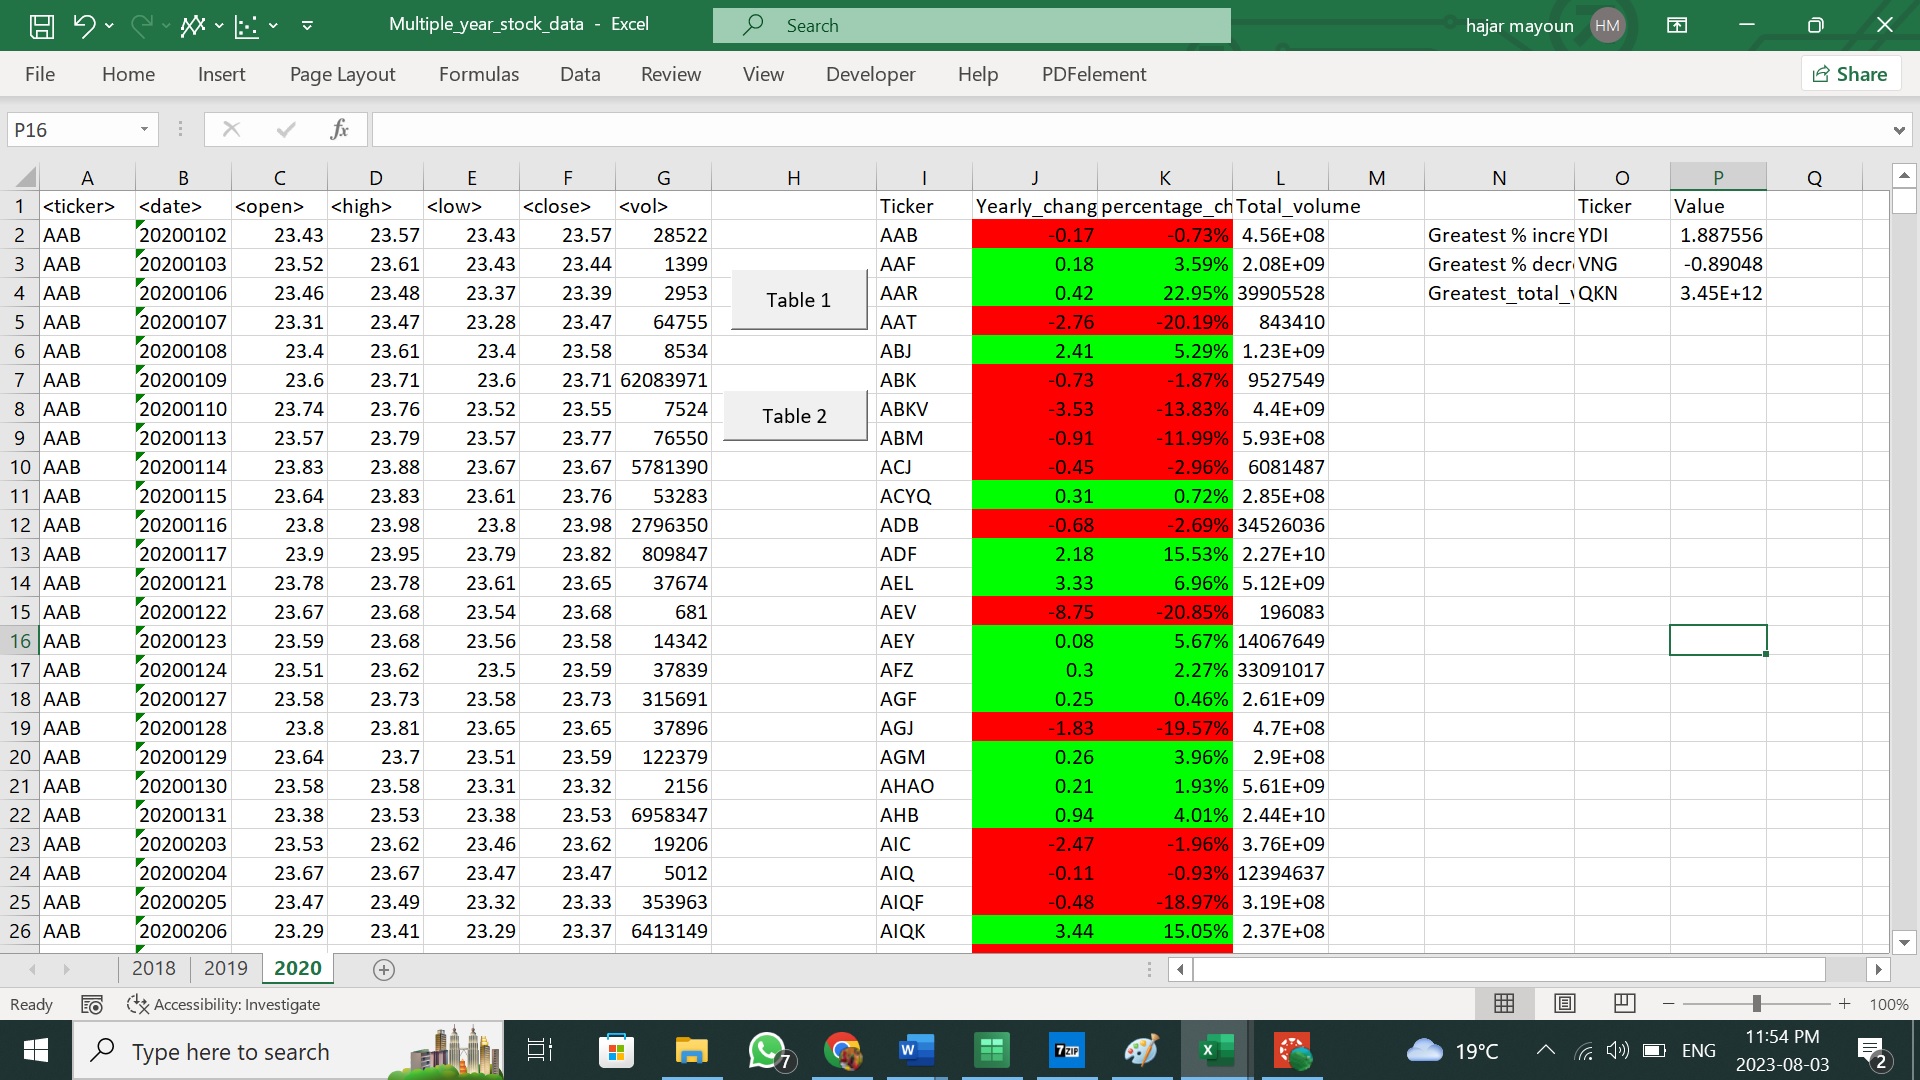 Multiple_year_stock_data - Excel Search hajar mayoun HM
File Home Insert Page Layout Formulas Data Review View Developer Help PDFelement Share
P16 fx
A B C D E F G H I J K L M N O P Q
1 <ticker> <date> <open> <high> <low> <close> <vol> Ticker Yearly_chang percentage_ch Total_volume Ticker Value
2 AAB 20200102 23.43 23.57 23.43 23.57 28522 AAB -0.17 -0.73% 4.56E+08 Greatest % incre YDI 1.887556
3 AAB 20200103 23.52 23.61 23.43 23.44 1399 AAF 0.18 3.59% 2.08E+09 Greatest % decr VNG -0.89048
4 AAB 20200106 23.46 23.48 23.37 23.39 2953 Table 1 AAR 0.42 22.95% 39905528 Greatest_total_v QKN 3.45E+12
5 AAB 20200107 23.31 23.47 23.28 23.47 64755 AAT -2.76 -20.19% 843410
6 AAB 20200108 23.4 23.61 23.4 23.58 8534 ABJ 2.41 5.29% 1.23E+09
7 AAB 20200109 23.6 23.71 23.6 23.71 62083971 ABK -0.73 -1.87% 9527549
8 AAB 20200110 23.74 23.76 23.52 23.55 7524 Table 2 ABKV -3.53 -13.83% 4.4E+09
9 AAB 20200113 23.57 23.79 23.57 23.77 76550 ABM -0.91 -11.99% 5.93E+08
10 AAB 20200114 23.83 23.88 23.67 23.67 5781390 ACJ -0.45 -2.96% 6081487
11 AAB 20200115 23.64 23.83 23.61 23.76 53283 ACYQ 0.31 0.72% 2.85E+08
12 AAB 20200116 23.8 23.98 23.8 23.98 2796350 ADB -0.68 -2.69% 34526036
13 AAB 20200117 23.9 23.95 23.79 23.82 809847 ADF 2.18 15.53% 2.27E+10
14 AAB 20200121 23.78 23.78 23.61 23.65 37674 AEL 3.33 6.96% 5.12E+09
15 AAB 20200122 23.67 23.68 23.54 23.68 681 AEV -8.75 -20.85% 196083
16 AAB 20200123 23.59 23.68 23.56 23.58 14342 AEY 0.08 5.67% 14067649
17 AAB 20200124 23.51 23.62 23.5 23.59 37839 AFZ 0.3 2.27% 33091017
18 AAB 20200127 23.58 23.73 23.58 23.73 315691 AGF 0.25 0.46% 2.61E+09
19 AAB 20200128 23.8 23.81 23.65 23.65 37896 AGJ -1.83 -19.57% 4.7E+08
20 AAB 20200129 23.64 23.7 23.51 23.59 122379 AGM 0.26 3.96% 2.9E+08
21 AAB 20200130 23.58 23.58 23.31 23.32 2156 AHAO 0.21 1.93% 5.61E+09
22 AAB 20200131 23.38 23.53 23.38 23.53 6958347 AHB 0.94 4.01% 2.44E+10
23 AAB 20200203 23.53 23.62 23.46 23.62 19206 AIC -2.47 -1.96% 3.76E+09
24 AAB 20200204 23.67 23.67 23.47 23.47 5012 AIQ -0.11 -0.93% 12394637
25 AAB 20200205 23.47 23.49 23.32 23.33 353963 AIQF -0.48 -18.97% 3.19E+08
26 AAB 20200206 23.29 23.41 23.29 23.37 6413149 AIQK 3.44 15.05% 2.37E+08
2018 2019 2020
Ready Accessibility: Investigate 100%
Type here to search 7 W 7ZIP X 19°C ENG 11:54 PM 2
2023-08-03